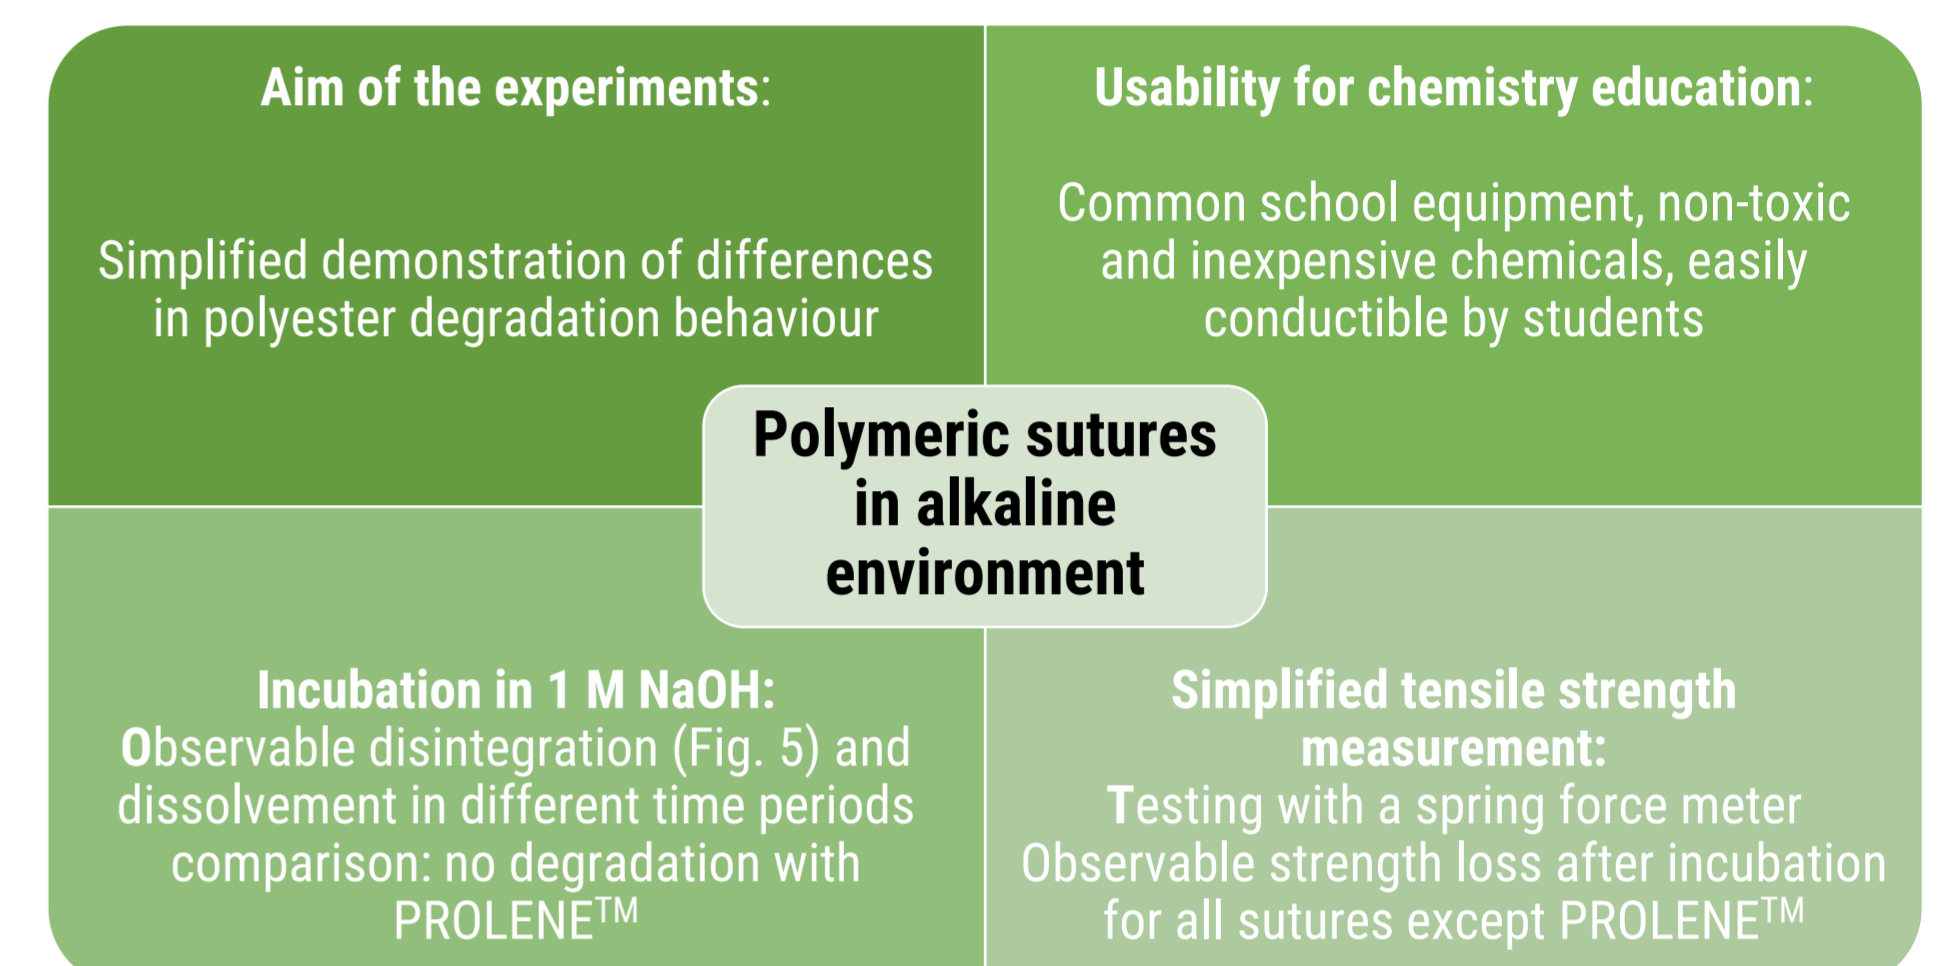 Aim of the experiments:
Simplified demonstration of differences
in polyester degradation behaviour
Usability for chemistry education:
Common school equipment, non-toxic
and inexpensive chemicals, easily
conductible by students
Polymeric sutures
in alkaline
environment
Incubation in 1 M NaOH:
Observable disintegration (Fig. 5) and
dissolvement in different time periods
comparison: no degradation with
PROLENE™
Simplified tensile strength
measurement:
Testing with a spring force meter
Observable strength loss after incubation
for all sutures except PROLENE™